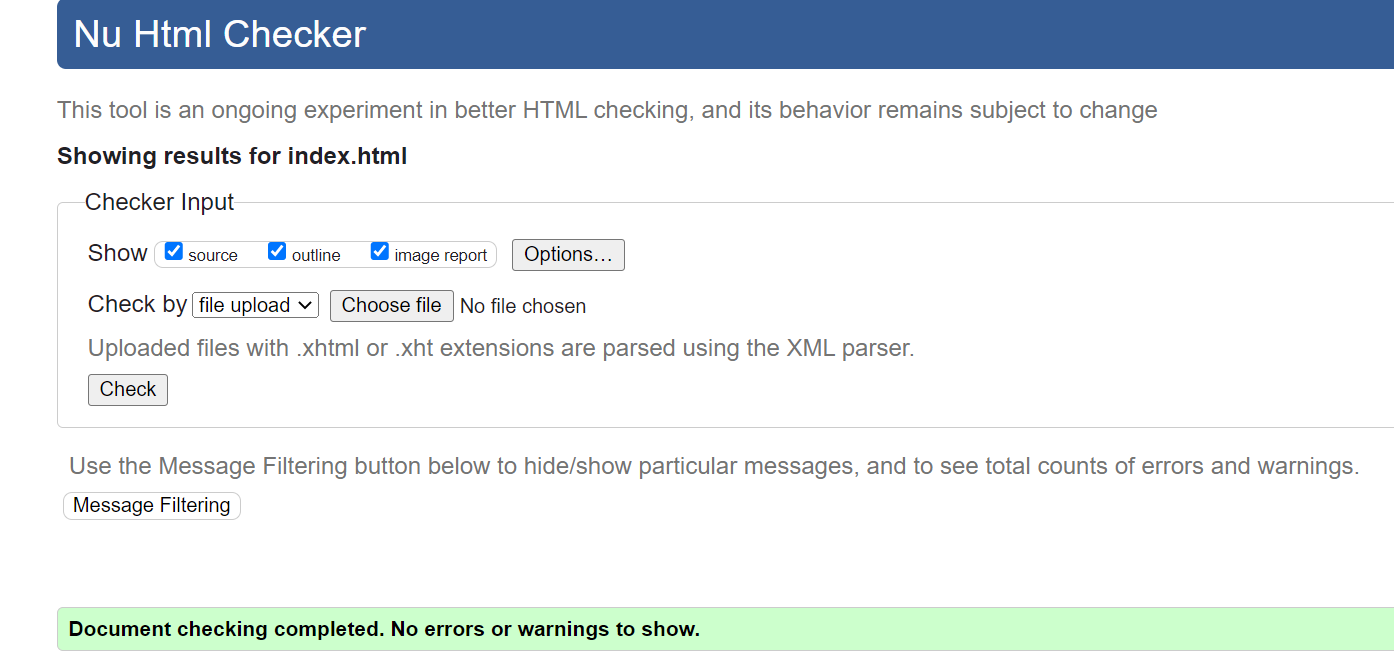 Nu Html Checker
This tool is an ongoing experiment in better HTML checking, and its behavior remains subject to change
Showing results for index.html
Checker Input
Show source outline image report Options...
Check by file upload Choose file No file chosen
Uploaded files with .xhtml or .xht extensions are parsed using the XML parser.
Check
Use the Message Filtering button below to hide/show particular messages, and to see total counts of errors and warnings.
Message Filtering
Document checking completed. No errors or warnings to show.